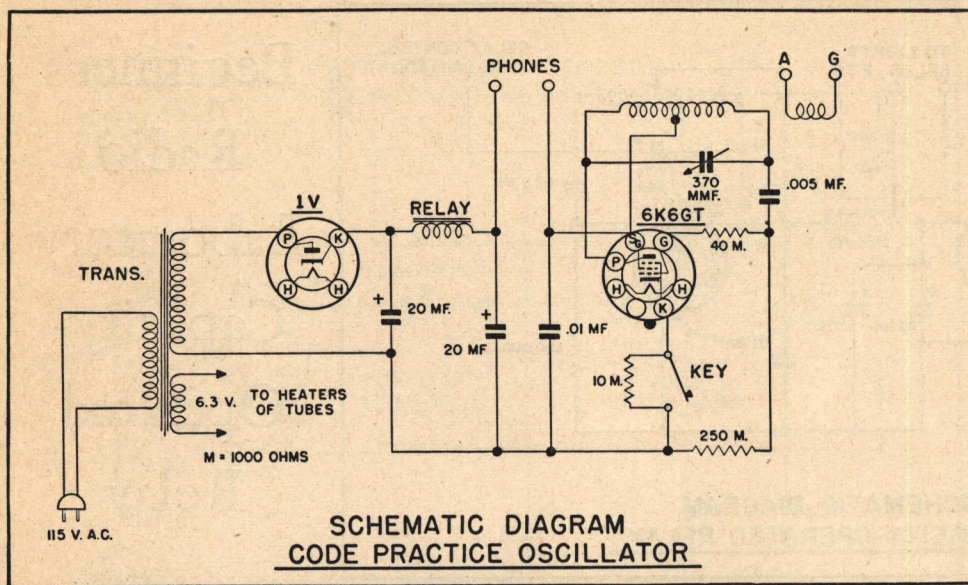 PHONES
A G
370
MMF.
.005 MF.
1V
RELAY
6K6GT
P K
SG G
40 M.
TRANS.
P
H H
H H
+
20 MF.
+
20 MF
.01 MF
K
10 M.
KEY
6.3 V.
TO HEATERS
OF TUBES
250 M.
M = 1000 OHMS
115 V. A.C.
SCHEMATIC DIAGRAM
CODE PRACTICE OSCILLATOR